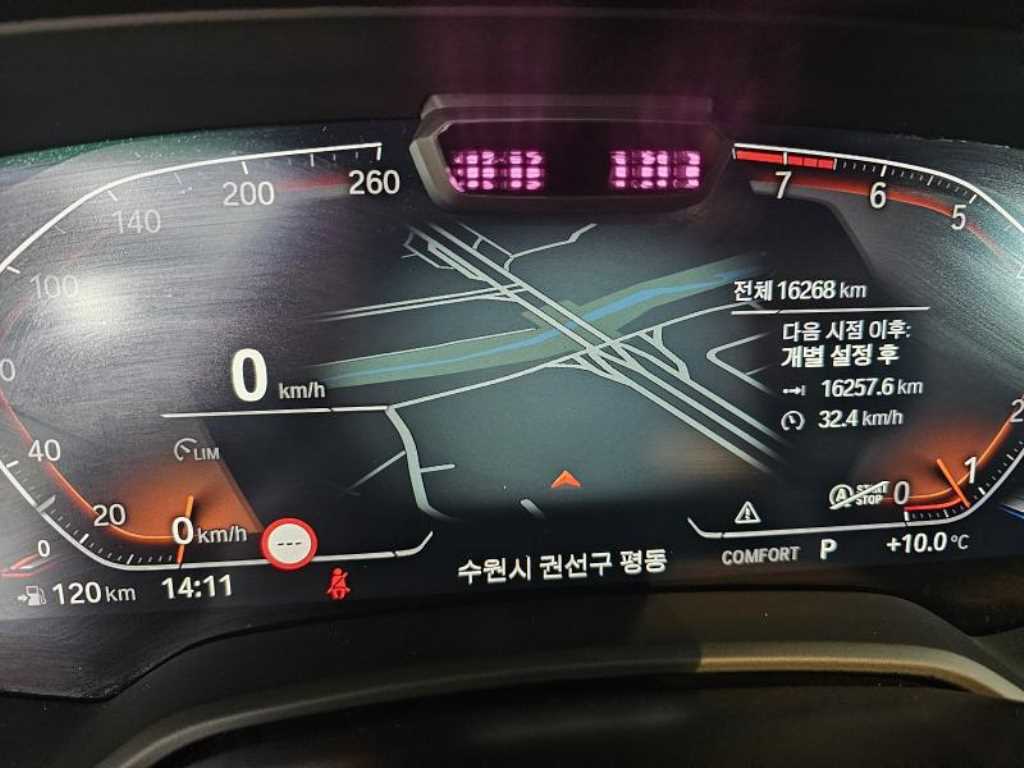 260
200
140
100
0
40
20
0
0 km/h
LIM
0 km/h
---
120 km
14:11
수원시 권선구 평동
7
6
5
전체 16268 km
다음 시점 이후:
개별 설정 후
16257.6 km
32.4 km/h
A START STOP
0
1
2
COMFORT P
+10.0 °C